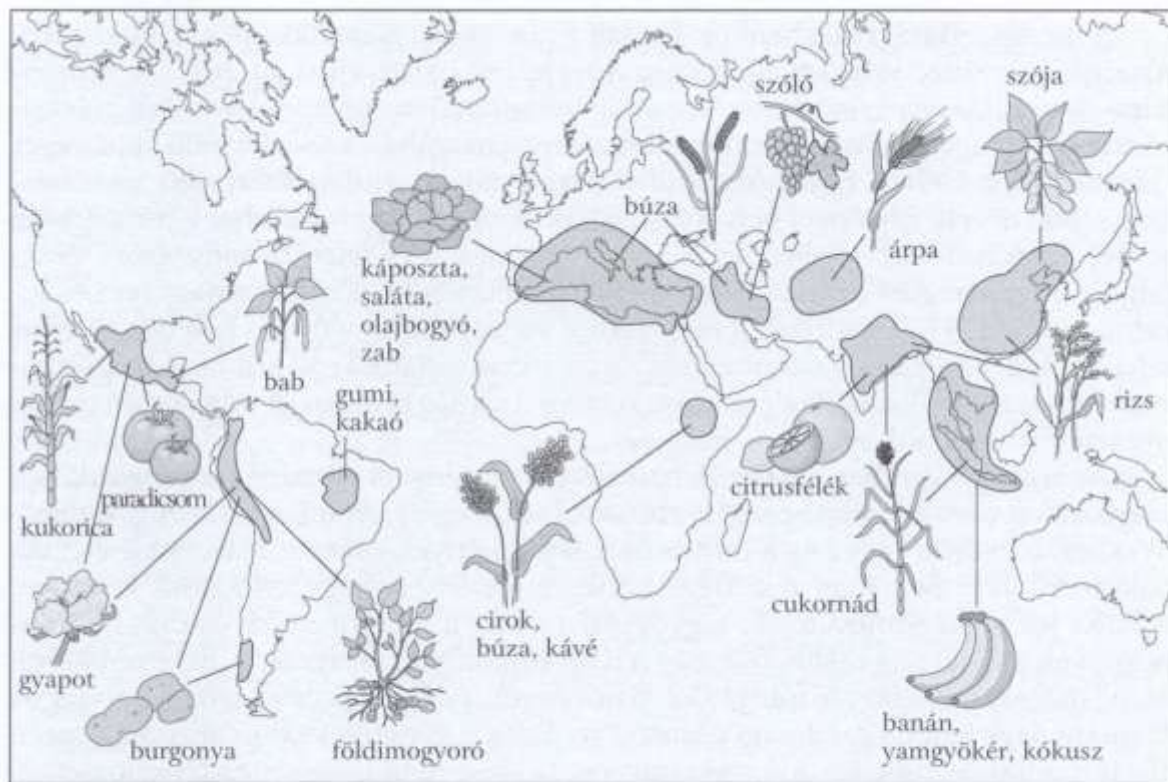 szőlő
szója
búza
árpa
káposzta,
saláta,
olajbogyó,
zab
bab
gumi,
kakaó
rizs
citrusfélék
paradicsom
kukorica
cirok,
búza, kávé
cukornád
gyapot
banán,
yamgyökér, kókusz
burgonya
földimogyoró